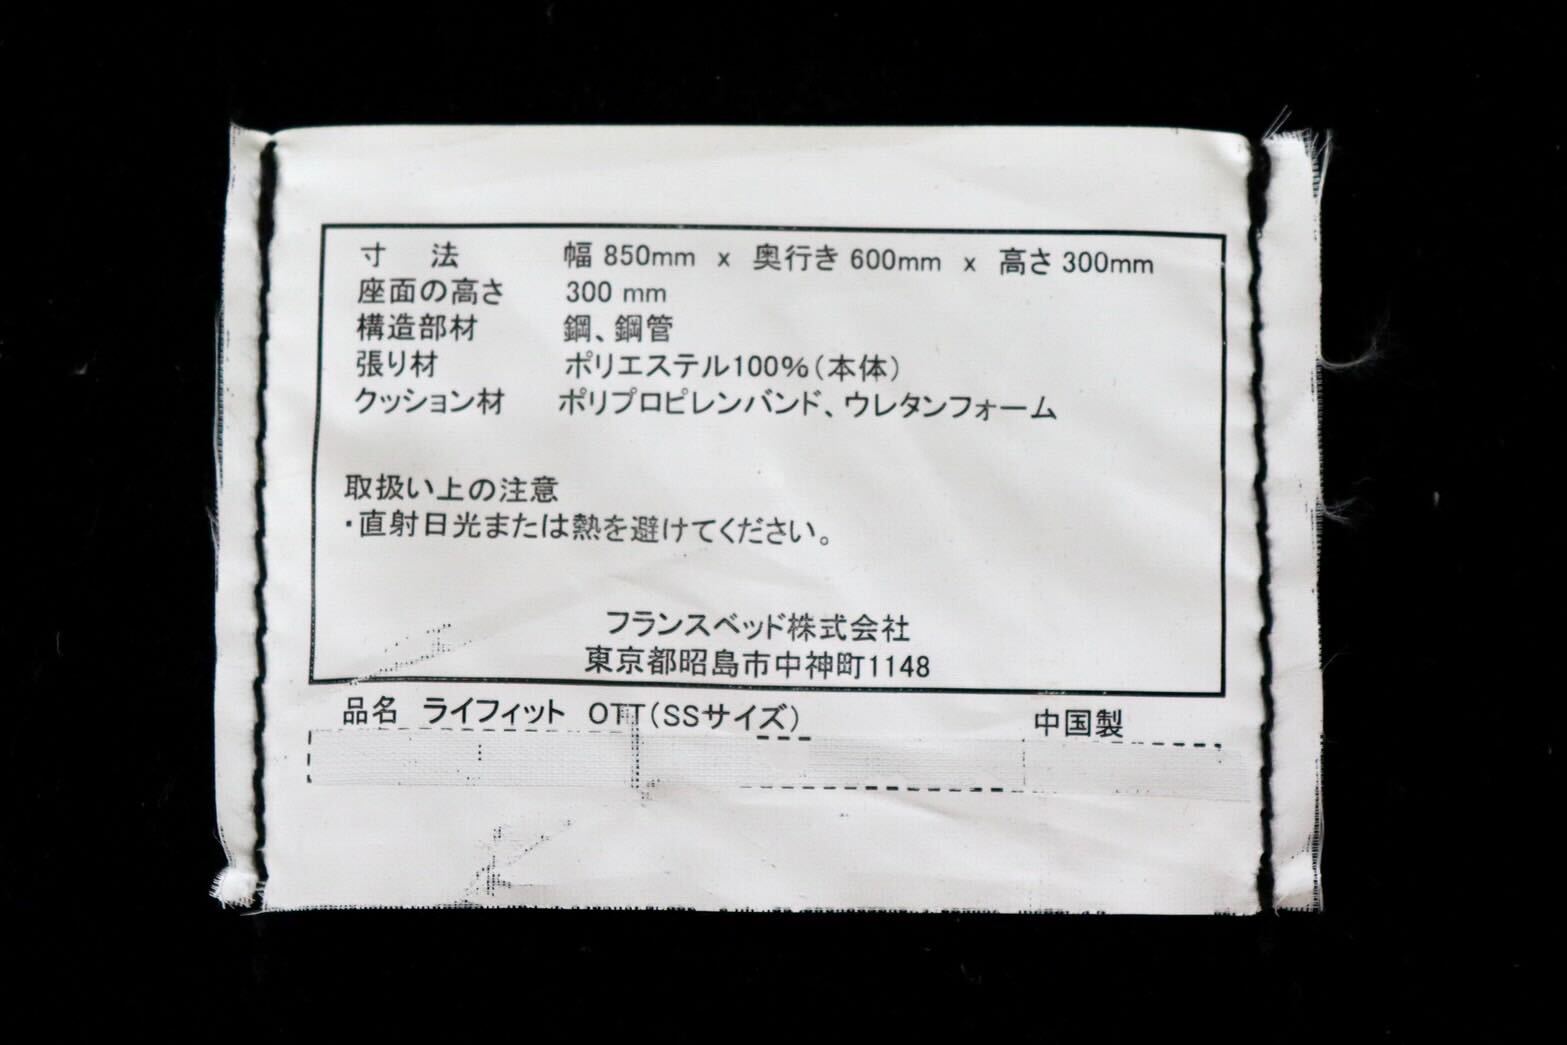 寸　法　幅 850mm x 奥行き 600mm x 高さ 300mm
座面の高さ　300 mm
構造部材　鋼、鋼管
張り材　ポリエステル100%(本体)
クッション材　ポリプロピレンバンド、ウレタンフォーム
取扱い上の注意
・直射日光または熱を避けてください。
フランスベッド株式会社
東京都昭島市中神町1148
品名 ライフィット OTT(SSサイズ)　中国製